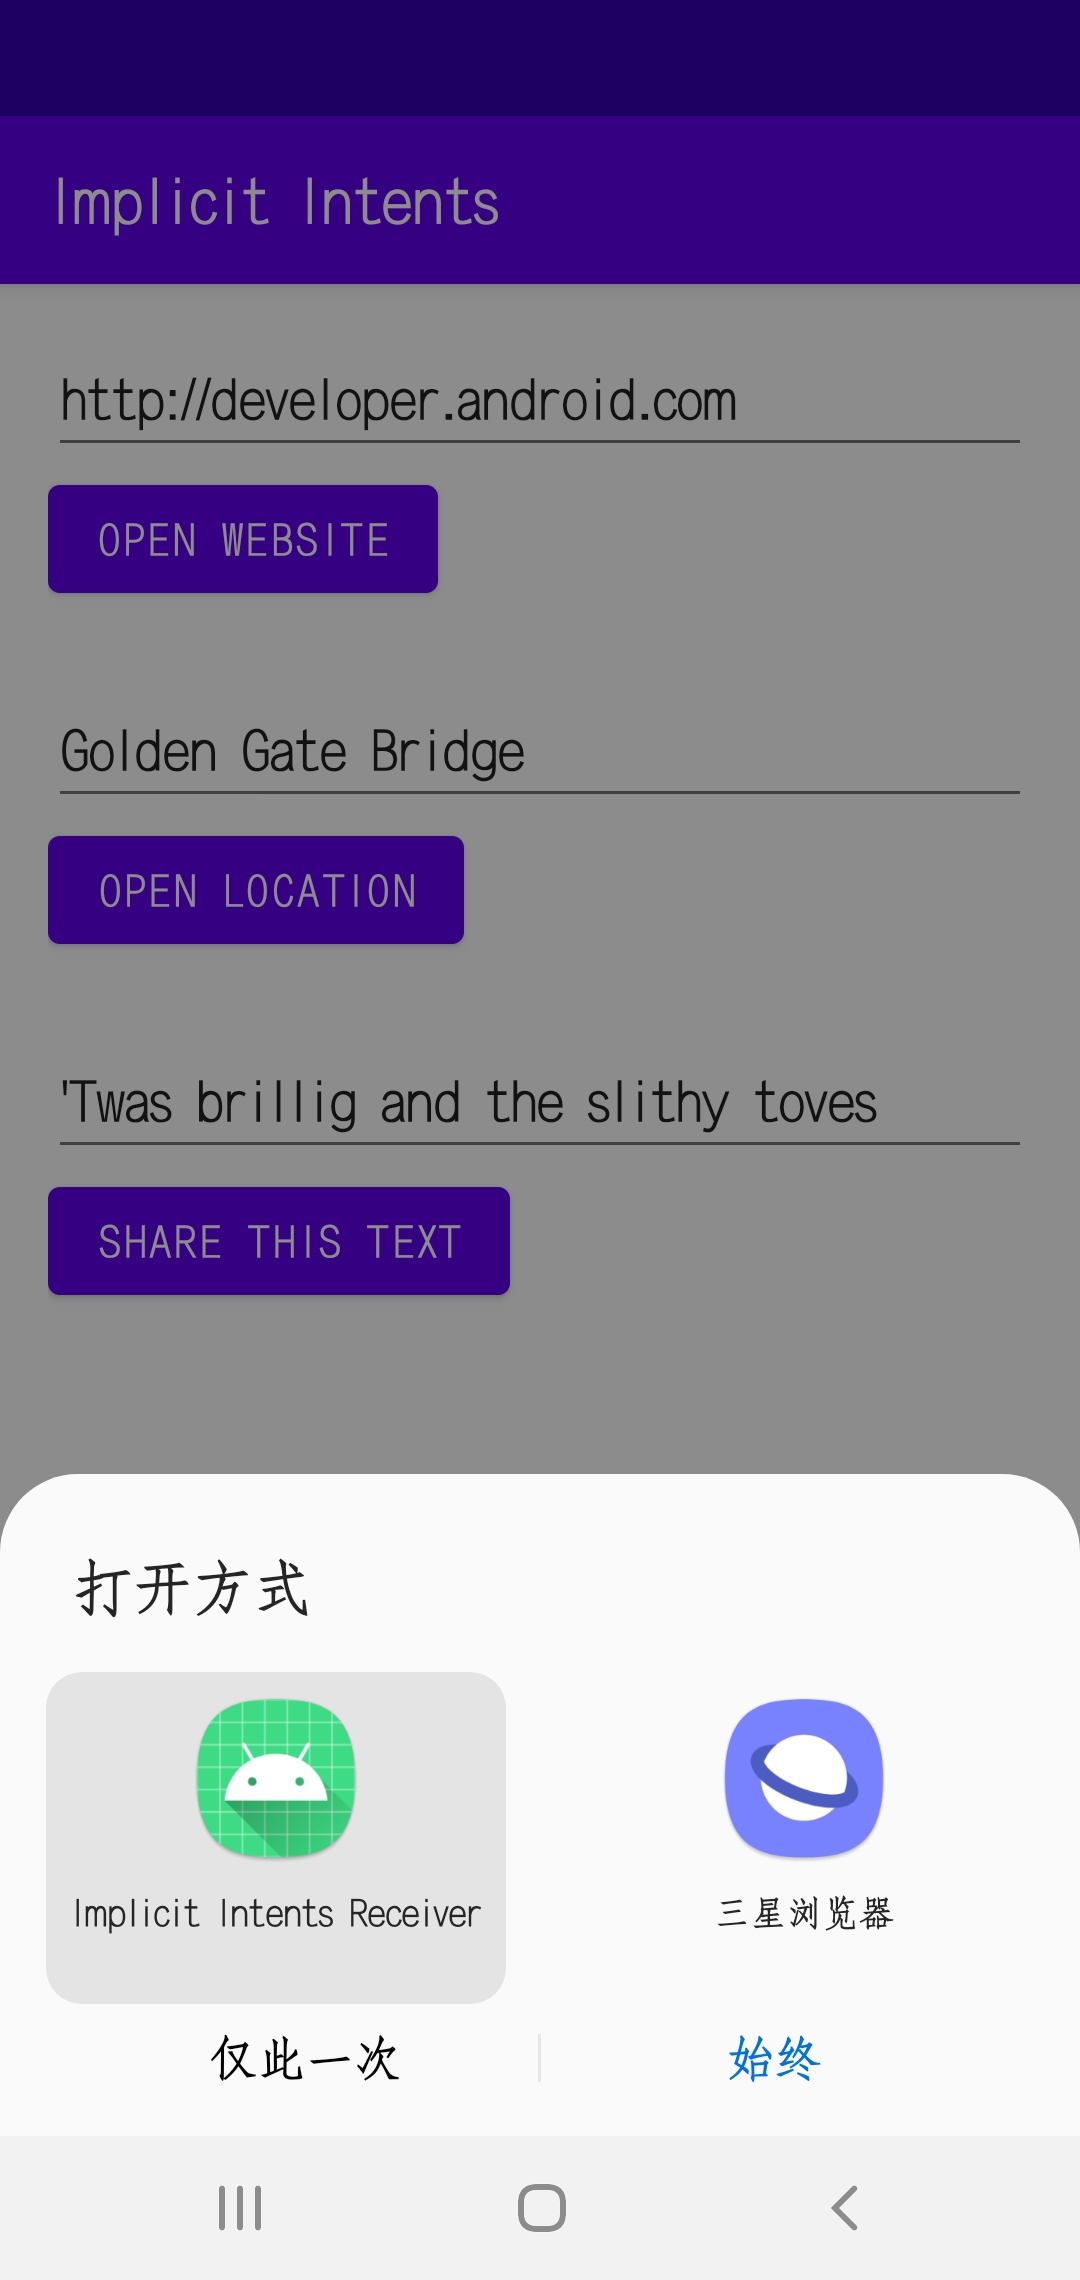 Implicit Intents
http://developer.android.com
OPEN WEBSITE
Golden Gate Bridge
OPEN LOCATION
'Twas brillig and the slithy toves
SHARE THIS TEXT
打开方式
Implicit Intents Receiver
三星浏览器
仅此一次
始终